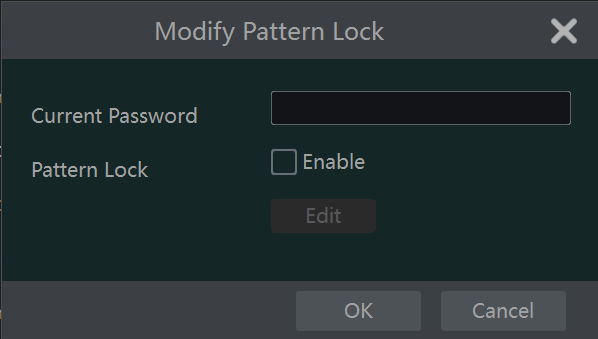 Modify Pattern Lock
Current Password
Pattern Lock
Enable
Edit
OK
Cancel